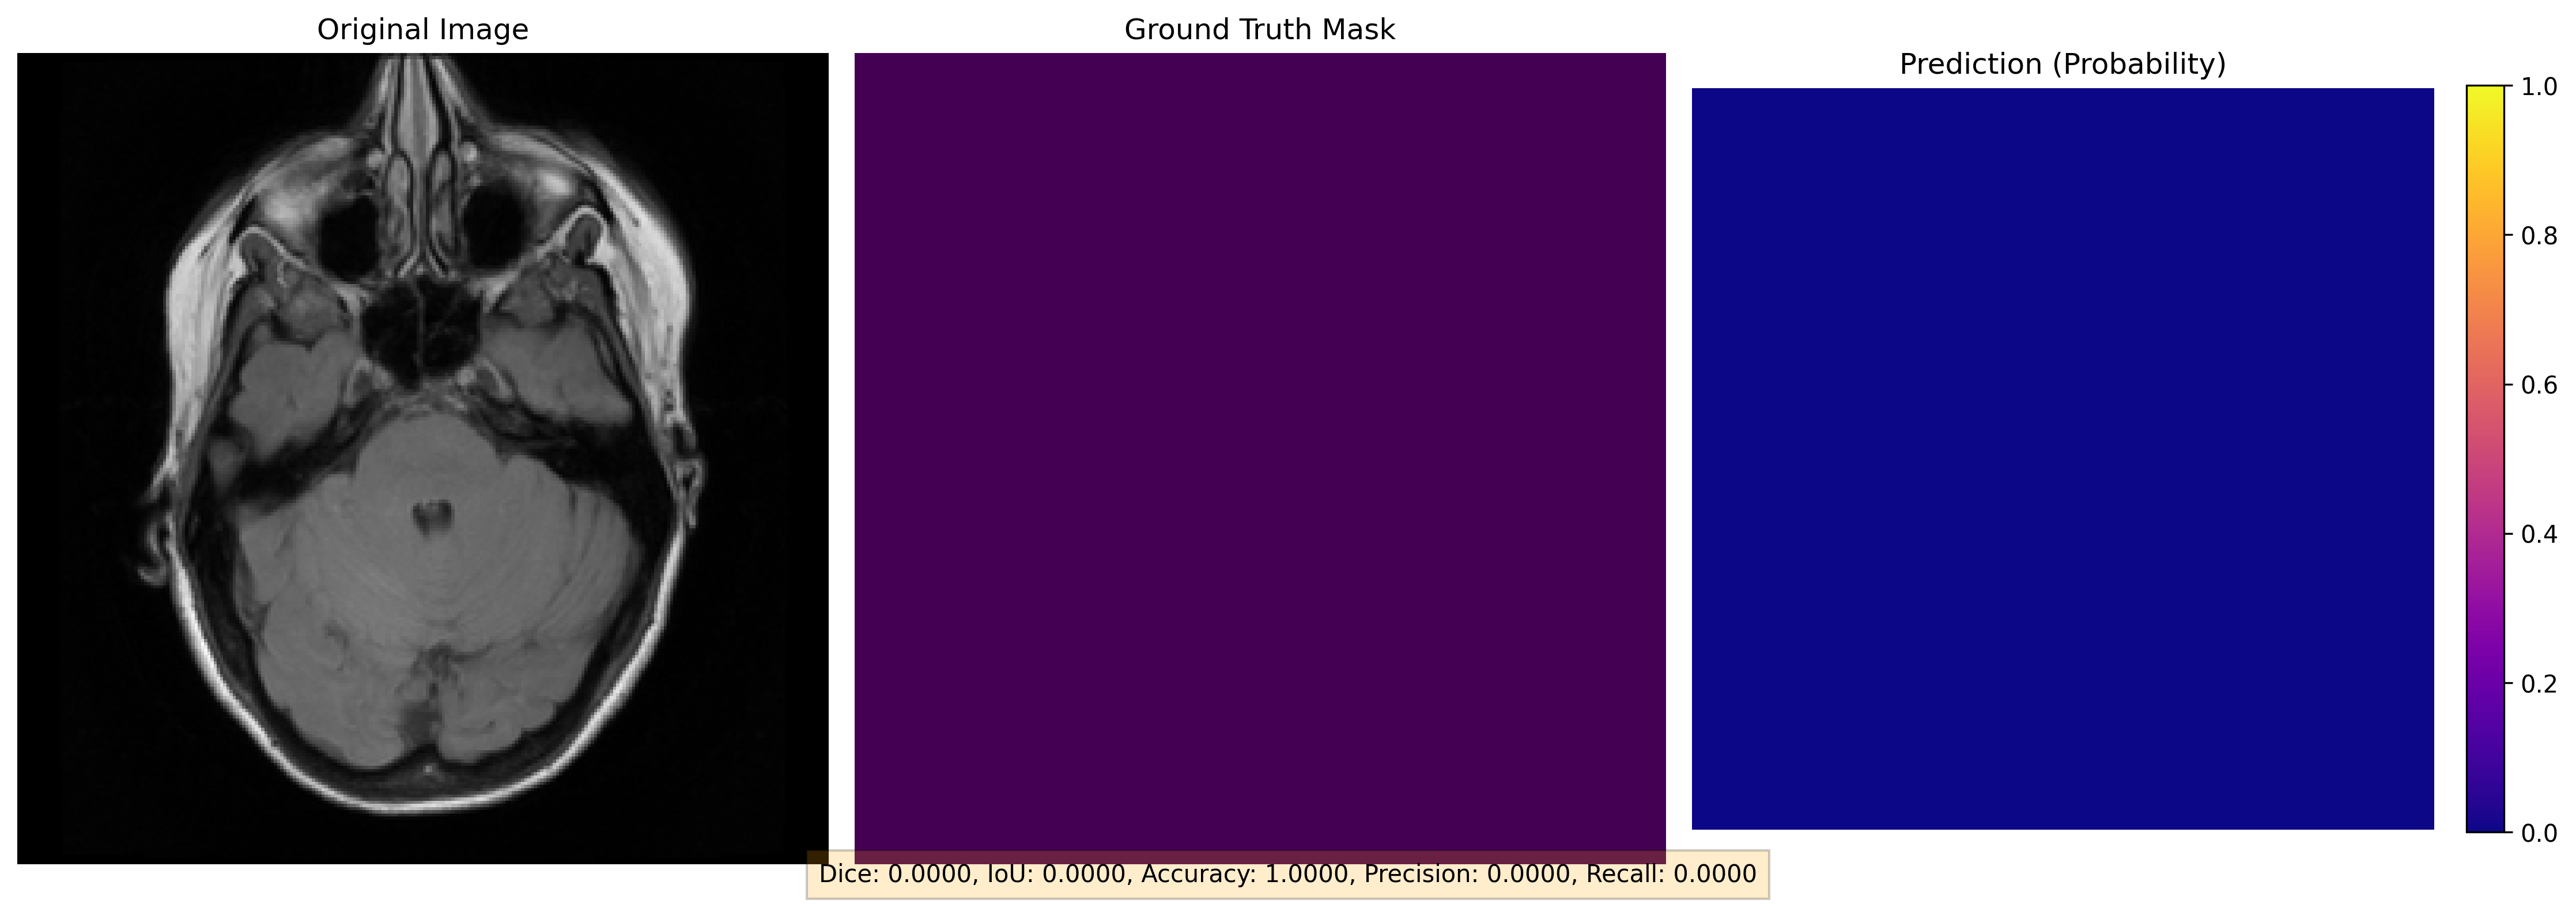 Original Image
Ground Truth Mask
Prediction (Probability)
1.0
0.8
0.6
0.4
0.2
0.0
Dice: 0.0000, IoU: 0.0000, Accuracy: 1.0000, Precision: 0.0000, Recall: 0.0000